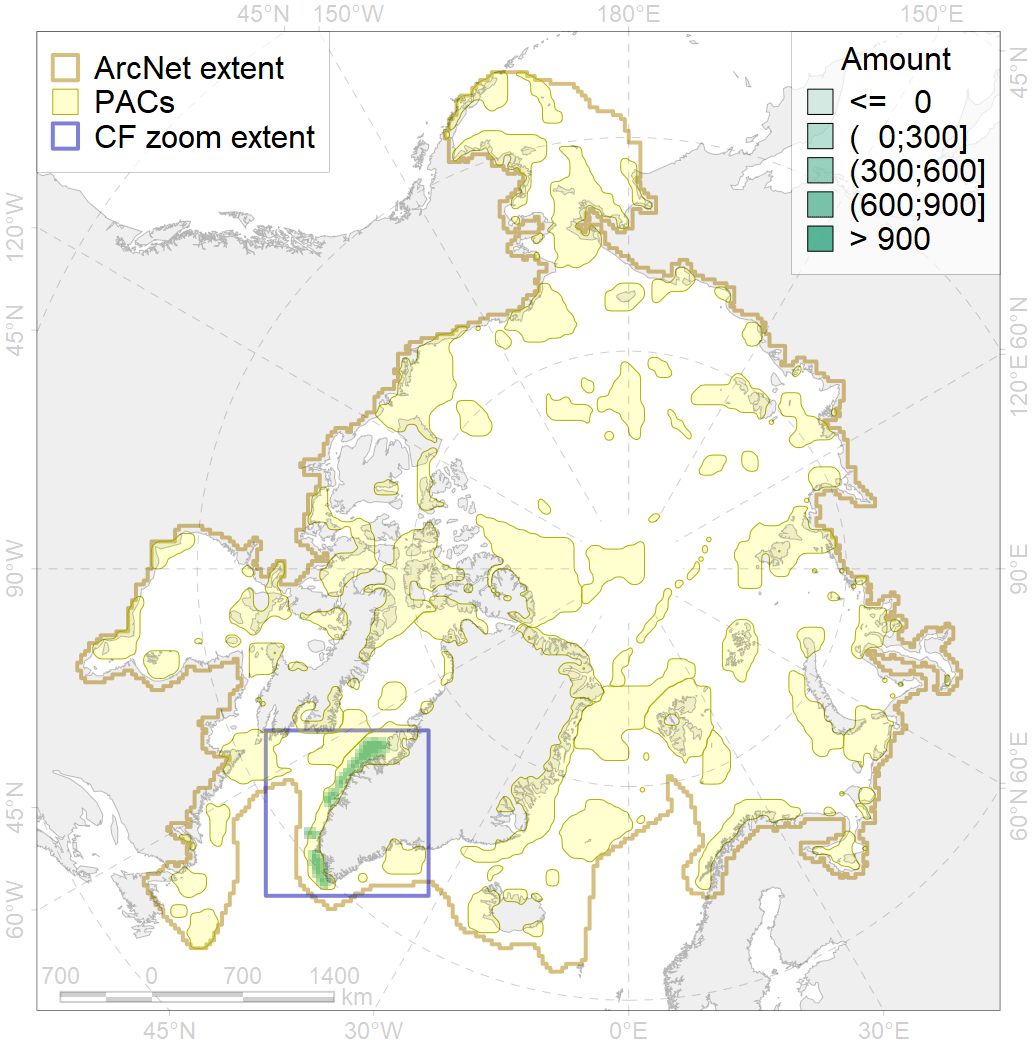 45°N 150°W 180°E 150°E
ArcNet extent
PACs
CF zoom extent
Amount
<= 0
( 0;300]
(300;600]
(600;900]
> 900
120°W
45°N
90°W
45°N
60°W
45°N
60°N
120°E
90°E
60°E
60°N
700 0 700 1400
km
45°N 30°W 0°E 30°E